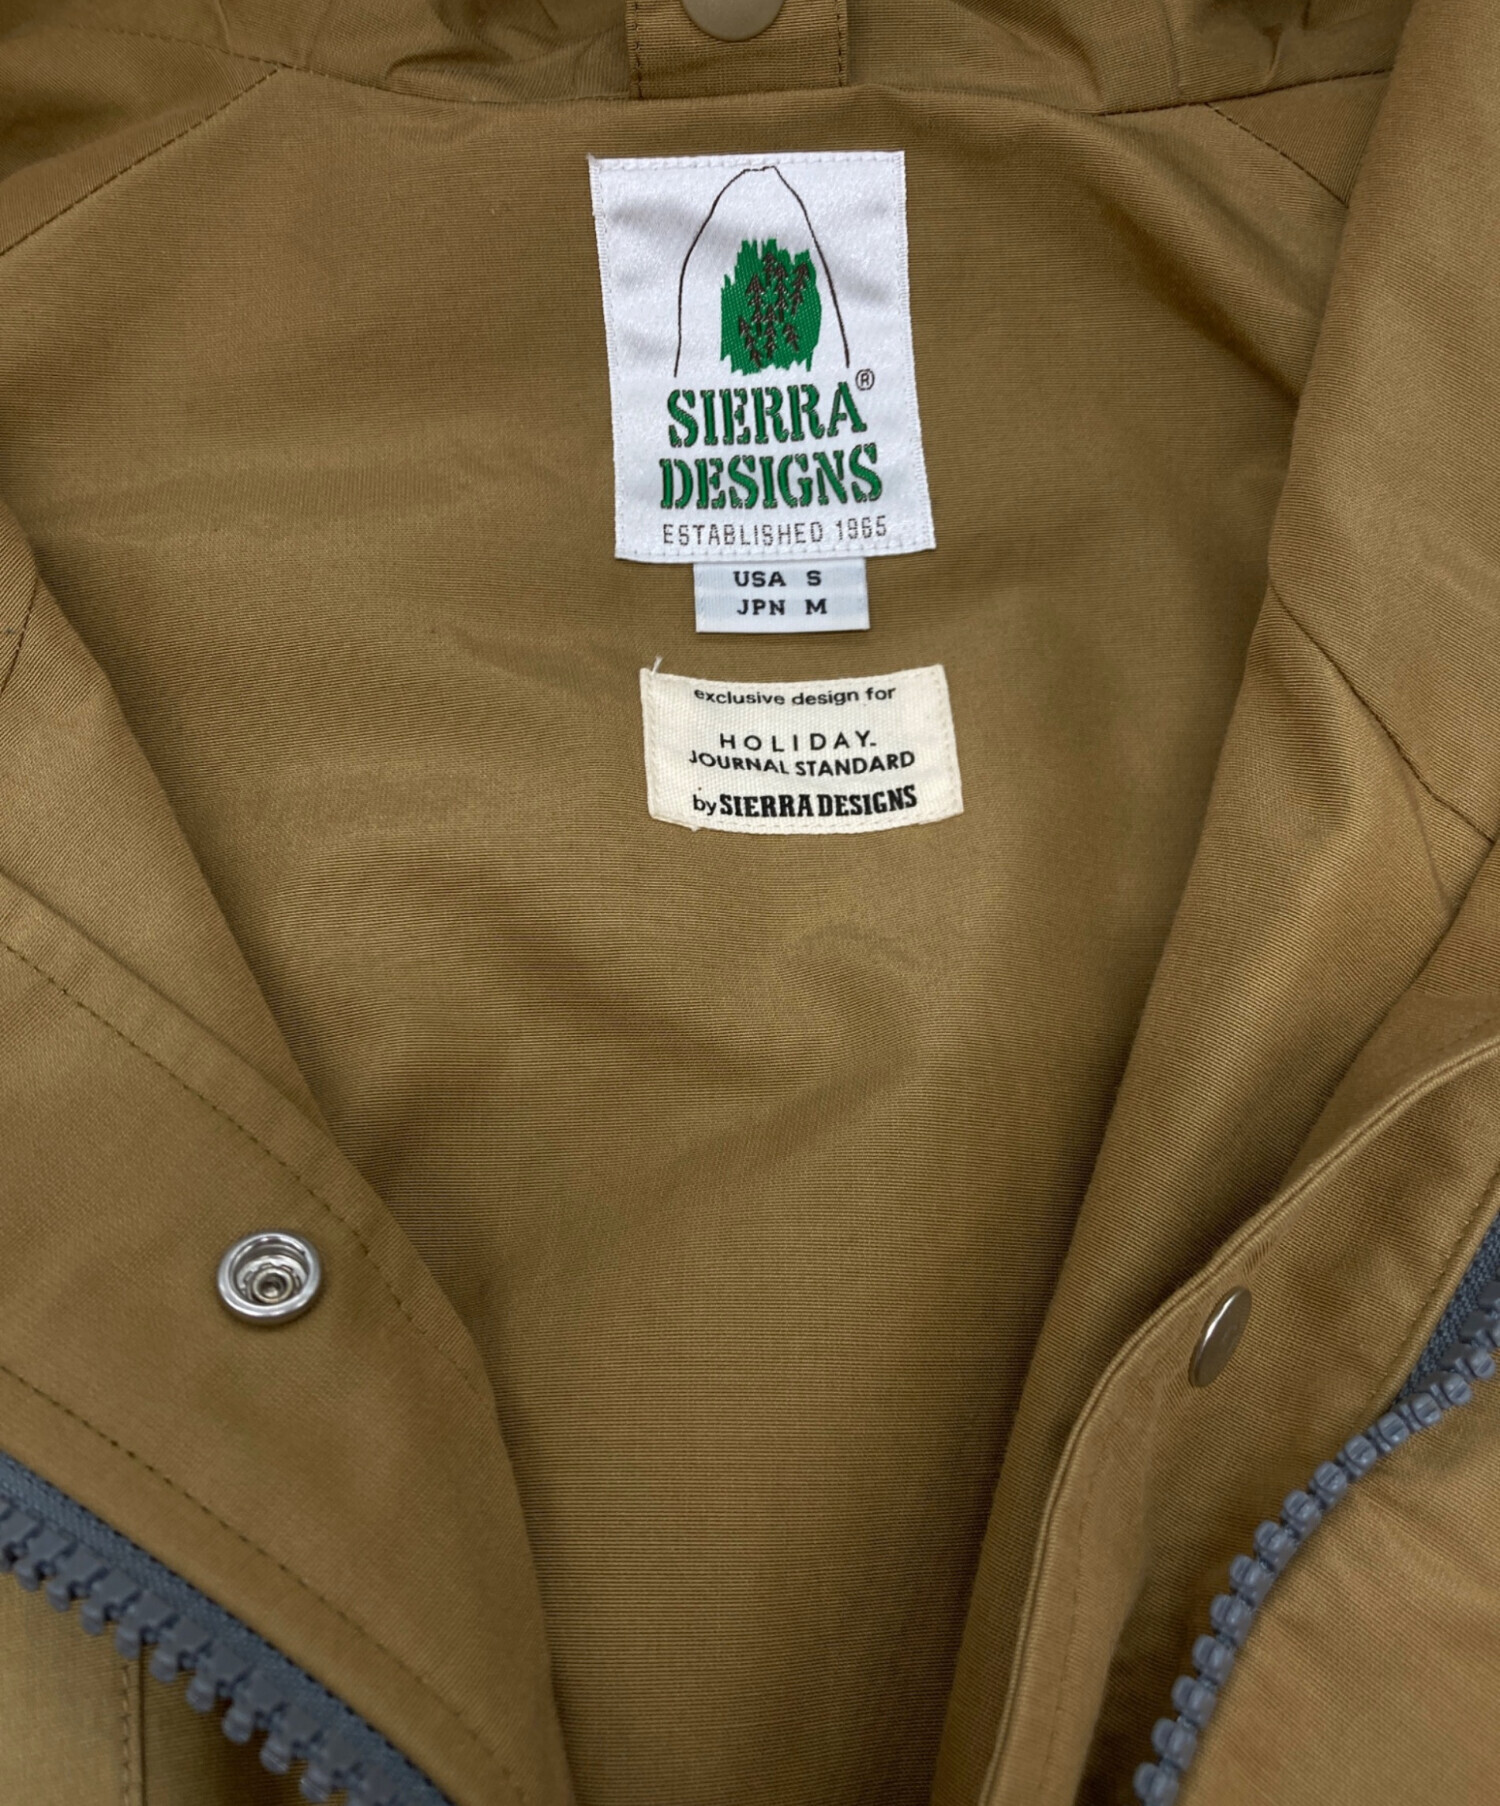 SIERRA®
DESIGNS
ESTABLISHED 1965
USA S
JPN M
exclusive design for
HOLIDAY
JOURNAL STANDARD
by SIERRA DESIGNS